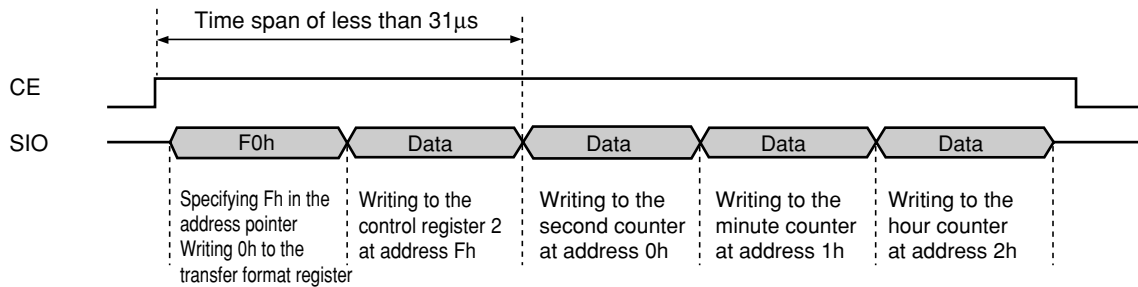 Time span of less than 31μs
CE
SIO
F0h
Data
Data
Data
Data
Specifying Fh in the
address pointer
Writing 0h to the
transfer format register
Writing to the
control register 2
at address Fh
Writing to the
second counter
at address 0h
Writing to the
minute counter
at address 1h
Writing to the
hour counter
at address 2h